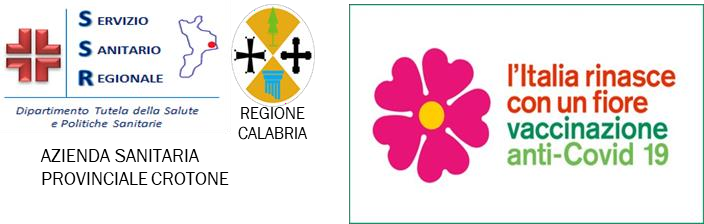 SERVIZIO
SANITARIO
REGIONALE
Dipartimento Tutela della Salute
e Politiche Sanitarie
REGIONE
CALABRIA
AZIENDA SANITARIA
PROVINCIALE CROTONE
l'Italia rinasce
con un fiore
vaccinazione
anti-Covid 19